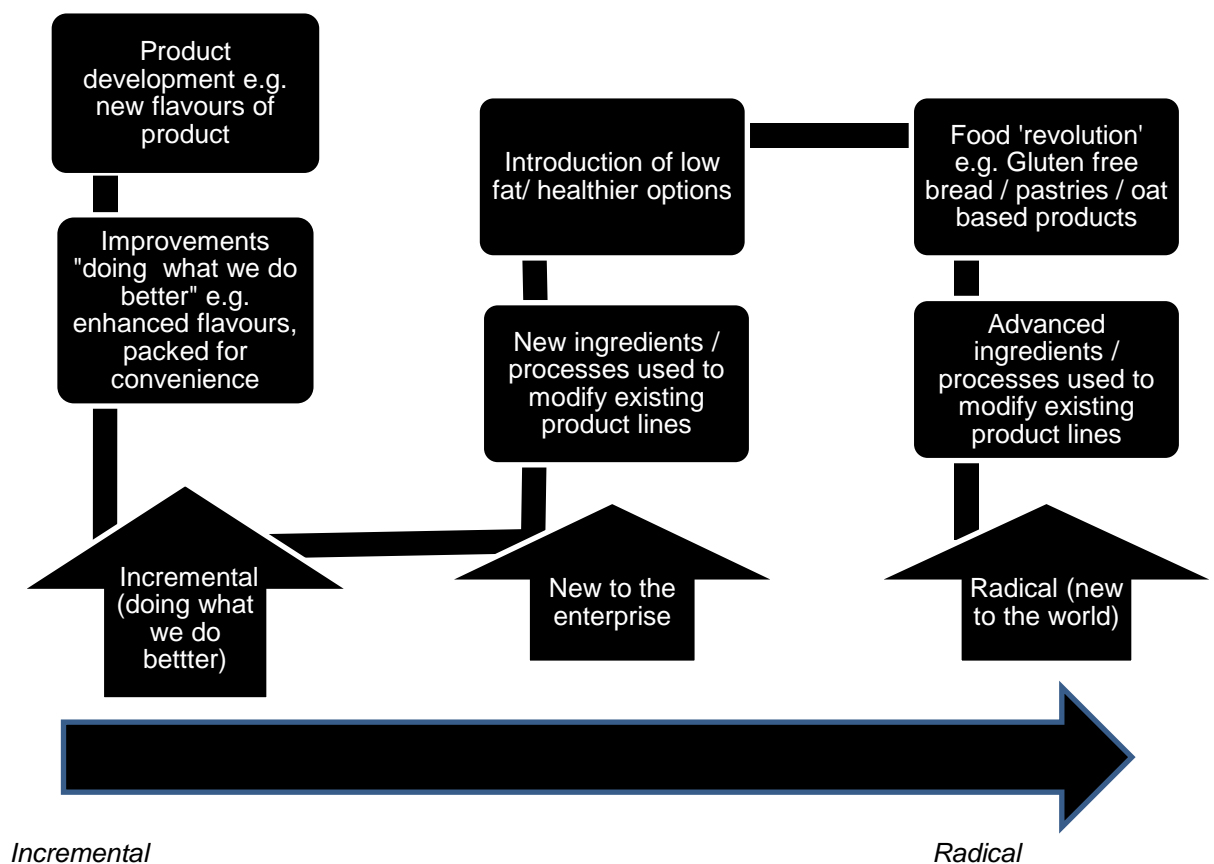 Product
development e.g.
new flavours of
product
Improvements
"doing  what we do
better" e.g.
enhanced flavours,
packed for
convenience
Incremental
(doing what
we do
bettter)
Introduction of low
fat/ healthier options
New ingredients /
processes used to
modify existing
product lines
New to the
enterprise
Food 'revolution'
e.g. Gluten free
bread / pastries / oat
based products
Advanced
ingredients /
processes used to
modify existing
product lines
Radical (new
to the world)
Incremental
Radical